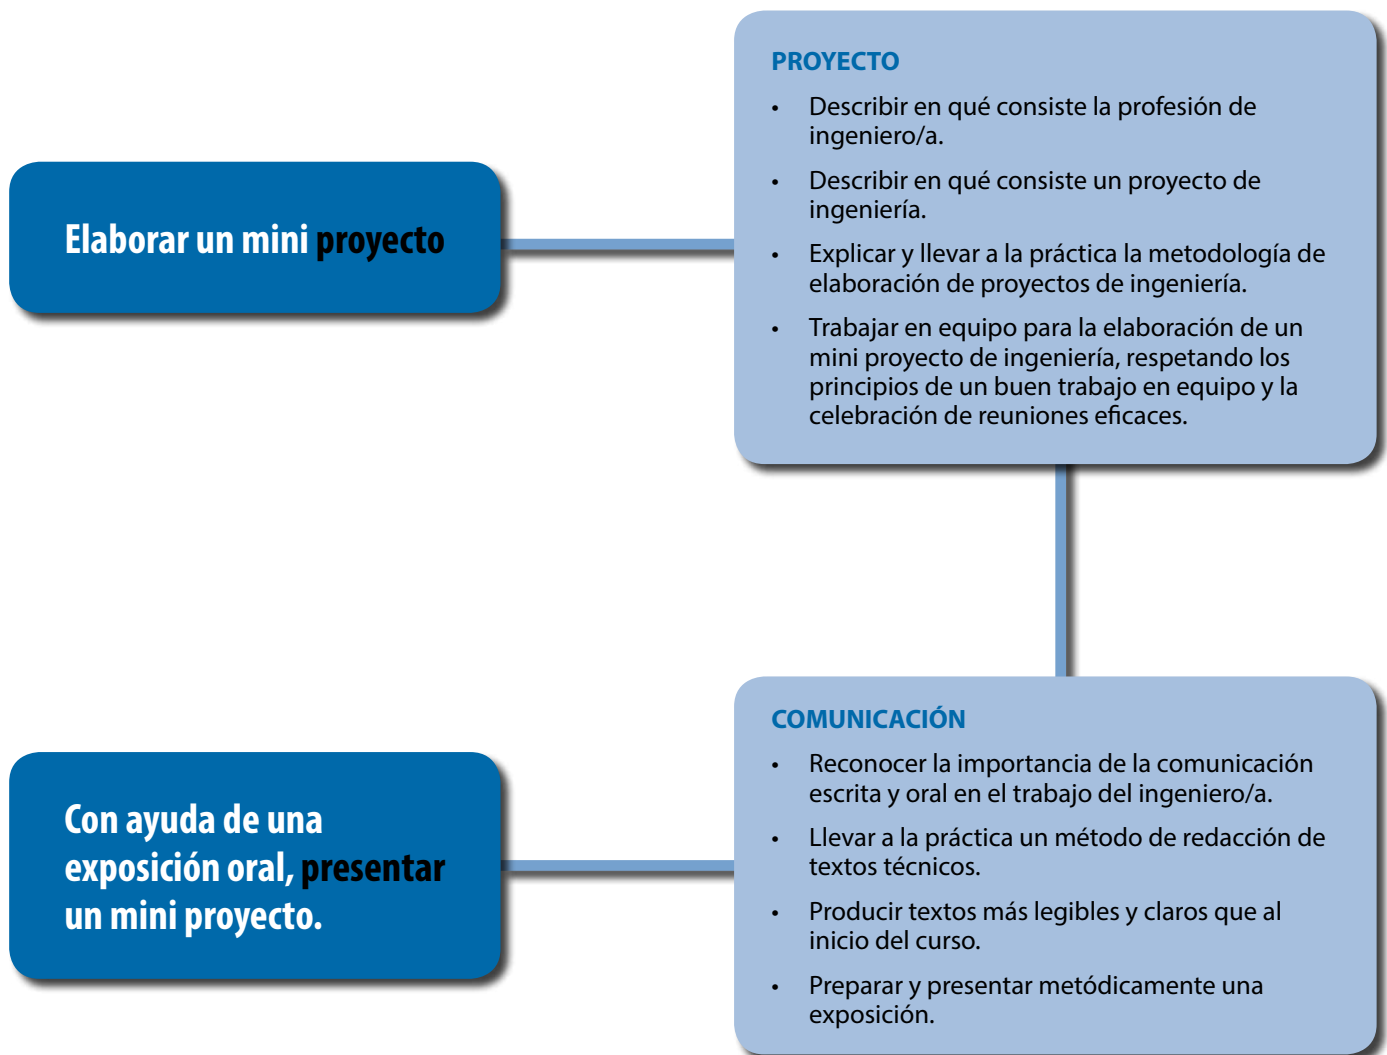 Elaborar un mini proyecto
PROYECTO
• Describir en qué consiste la profesión de
ingeniero/a.
• Describir en qué consiste un proyecto de
ingeniería.
• Explicar y llevar a la práctica la metodología de
elaboración de proyectos de ingeniería.
• Trabajar en equipo para la elaboración de un
mini proyecto de ingeniería, respetando los
principios de un buen trabajo en equipo y la
celebración de reuniones eficaces.
Con ayuda de una
exposición oral, presentar
un mini proyecto.
COMUNICACIÓN
• Reconocer la importancia de la comunicación
escrita y oral en el trabajo del ingeniero/a.
• Llevar a la práctica un método de redacción de
textos técnicos.
• Producir textos más legibles y claros que al
inicio del curso.
• Preparar y presentar metódicamente una
exposición.